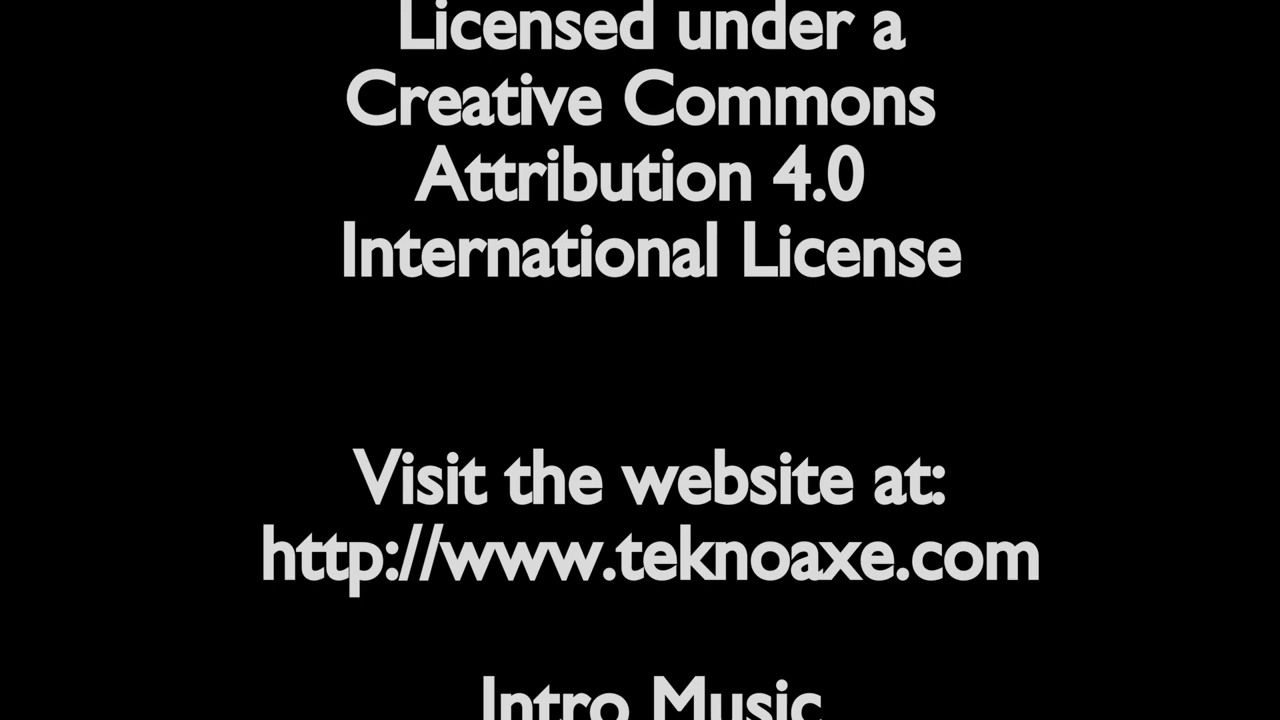 Licensed under a
Creative Commons
Attribution 4.0
International License
Visit the website at:
http://www.teknoaxe.com
Intro Music